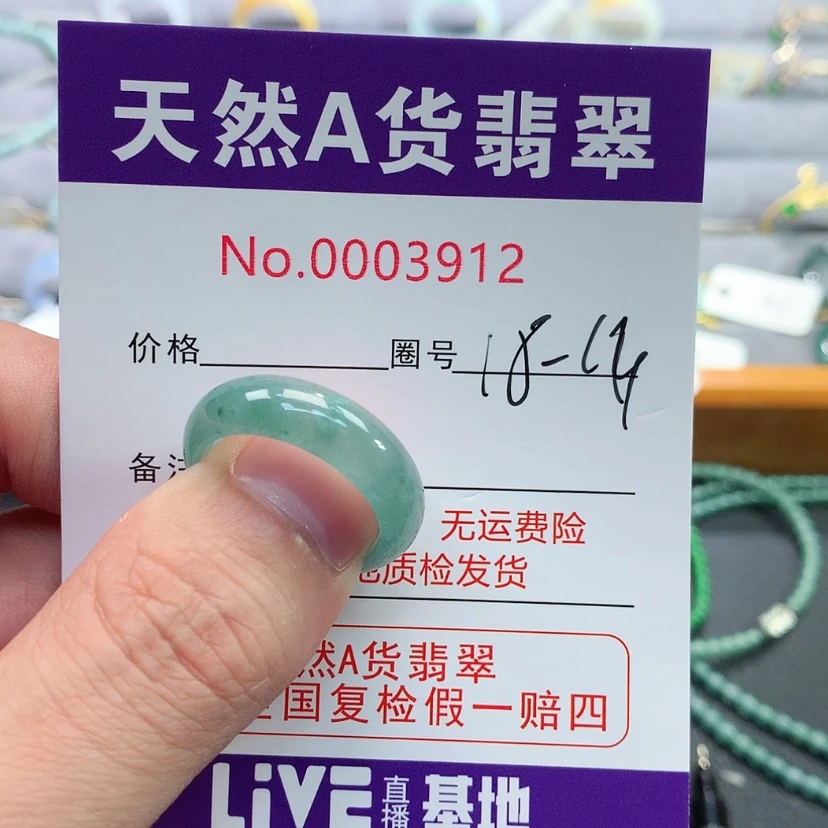 天然A货翡翠
No.0003912
价格 圈号
备注
无运费险
质检发货
然A货翡翠
国复检假一赔四
LiVE直播基地